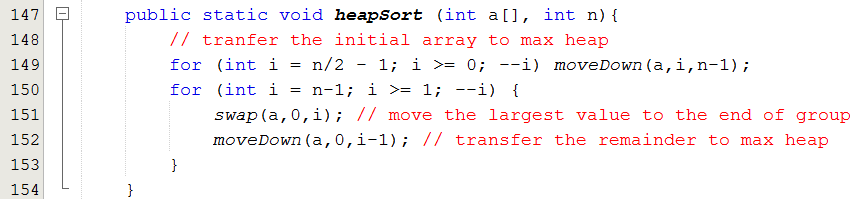 147 public static void heapSort (int a[], int n){
148 // tranfer the initial array to max heap
149 for (int i = n/2 - 1; i >= 0; --i) moveDown(a,i,n-1);
150 for (int i = n-1; i >= 1; --i) {
151 swap(a,0,i); // move the largest value to the end of group
152 moveDown(a,0,i-1); // transfer the remainder to max heap
153 }
154 }